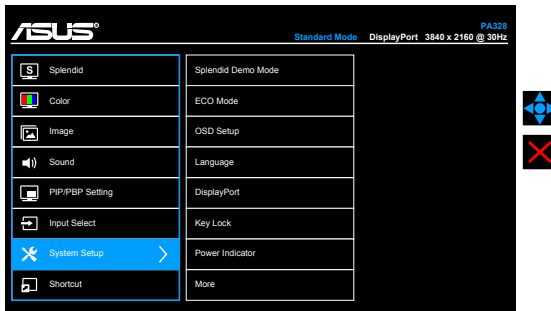 ASUS
PA328
Standard Mode DisplayPort 3840 x 2160 @ 30Hz
S Splendid
Color
Image
Sound
PIP/PBP Setting
Input Select
System Setup
Shortcut
Splendid Demo Mode
ECO Mode
OSD Setup
Language
DisplayPort
Key Lock
Power Indicator
More